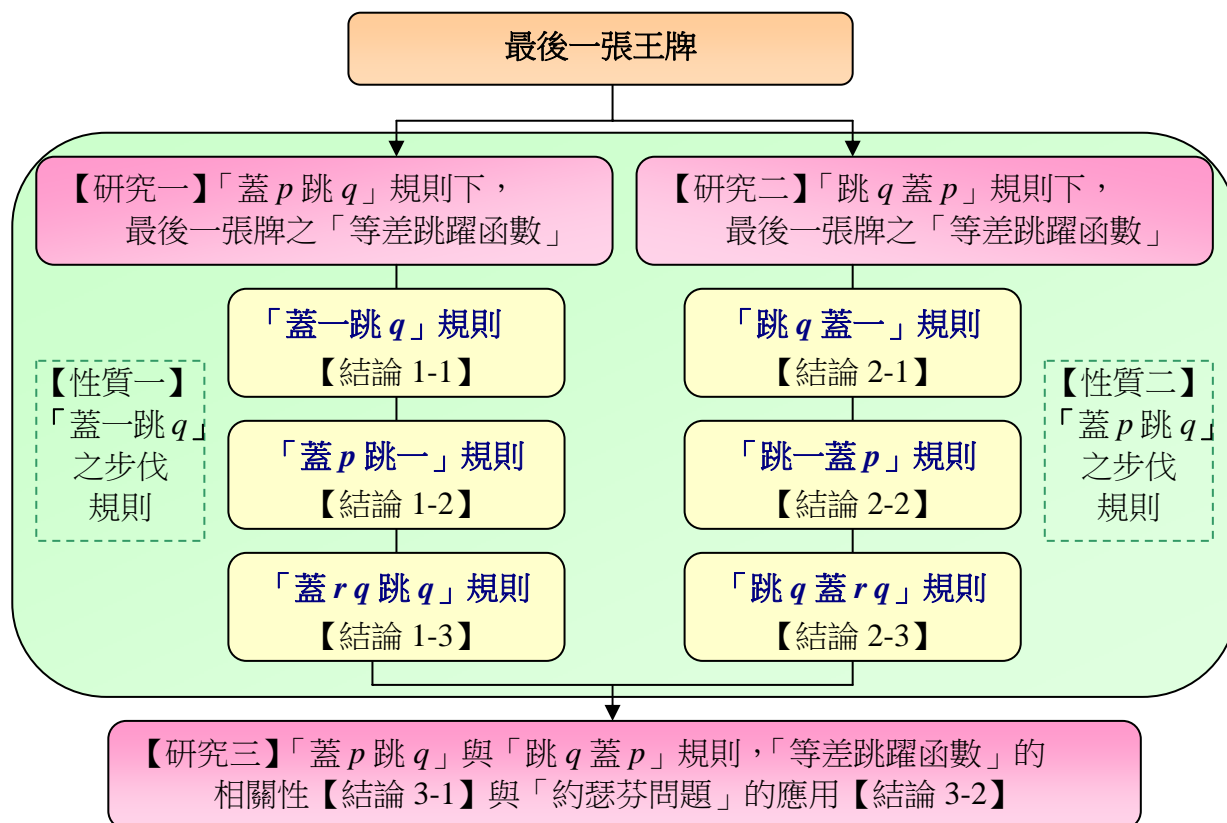 最後一張王牌
【研究一】「蓋 p 跳 q」規則下，
最後一張牌之「等差跳躍函數」
【研究二】「跳 q 蓋 p」規則下，
最後一張牌之「等差跳躍函數」
【性質一】
「蓋一跳 q」
之步伐
規則
「蓋一跳 q」規則
【結論 1-1】
「蓋 p 跳一」規則
【結論 1-2】
「蓋 r q 跳 q」規則
【結論 1-3】
「跳 q 蓋一」規則
【結論 2-1】
「跳一蓋 p」規則
【結論 2-2】
「跳 q 蓋 r q」規則
【結論 2-3】
【性質二】
「蓋 p 跳 q」
之步伐
規則
【研究三】「蓋 p 跳 q」與「跳 q 蓋 p」規則，「等差跳躍函數」的
相關性【結論 3-1】與「約瑟芬問題」的應用【結論 3-2】